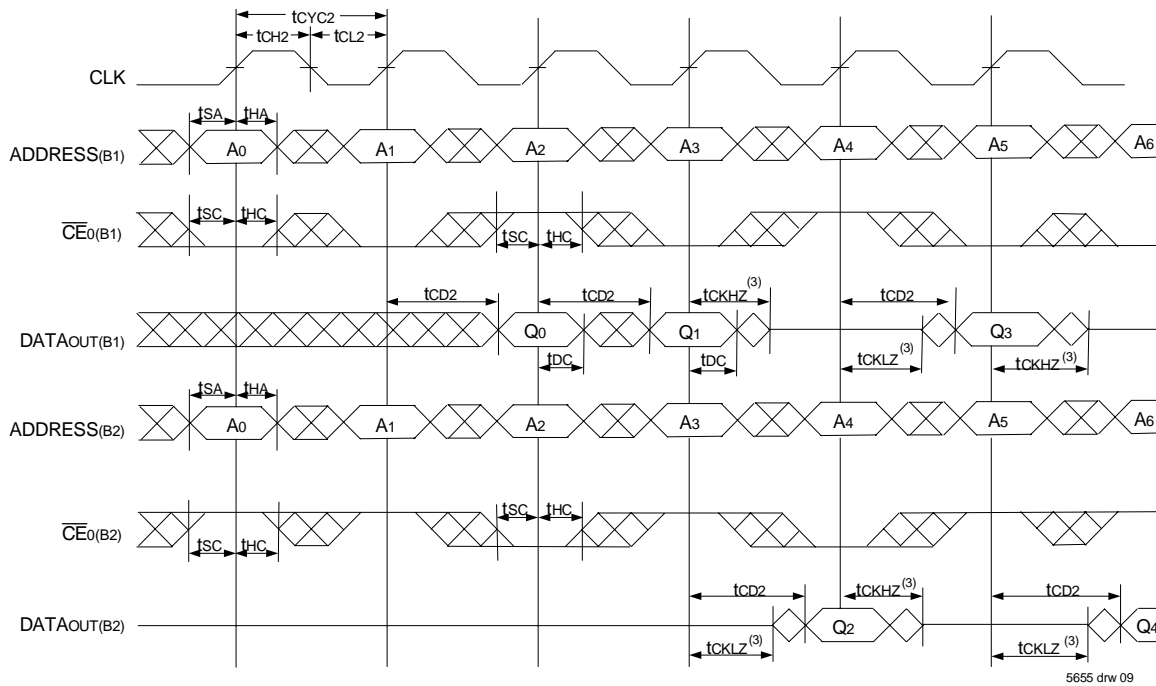 tCYC2
tCH2 tCL2
CLK
tSA tHA
ADDRESS(B1) A0 A1 A2 A3 A4 A5 A6
tSC tHC
CE0(B1)
tSC tHC
tCD2 tCD2 tCKHZ(3) tCD2
DATAOUT(B1) Q0 Q1 Q3
tDC tDC tCKLZ(3) tCKHZ(3)
tSA tHA
ADDRESS(B2) A0 A1 A2 A3 A4 A5 A6
tSC tHC
CE0(B2)
tSC tHC
tCD2 tCKHZ(3) tCD2
DATAOUT(B2) Q2 Q4
tCKLZ(3) tCKLZ(3)
5655 drw 09